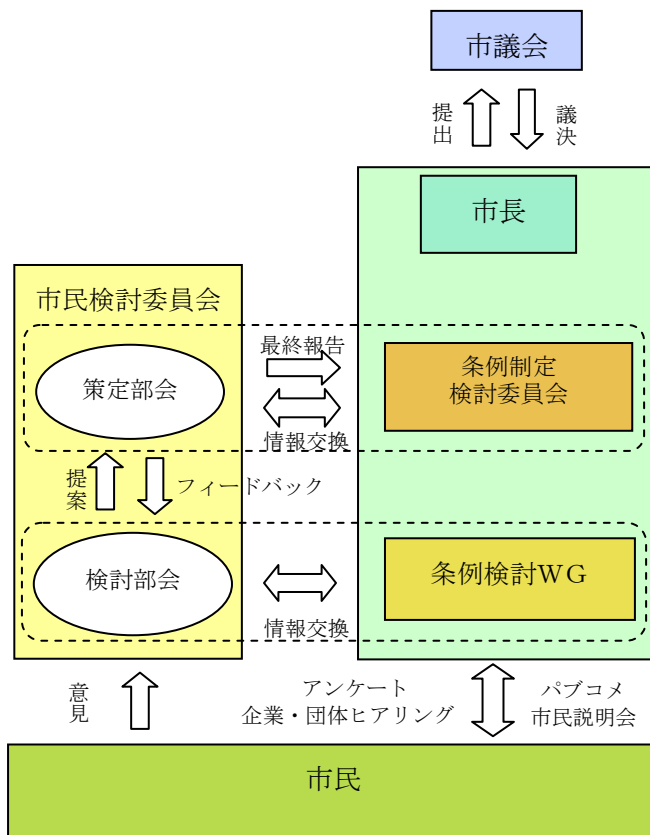 市議会
提出
議決
市長
市民検討委員会
最終報告
策定部会
条例制定
検討委員会
情報交換
提案
フィードバック
検討部会
条例検討ＷＧ
情報交換
意見
アンケート
企業・団体ヒアリング
パブコメ
市民説明会
市民